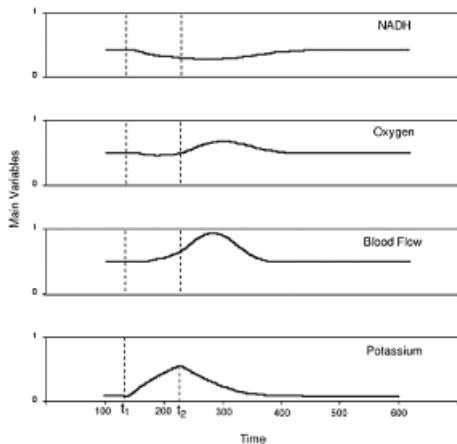 1
NADH
0
1
Oxygen
0
Main Variables
1
Blood Flow
0
1
Potassium
0
100 t1 200 t2 300 400 500 600
Time